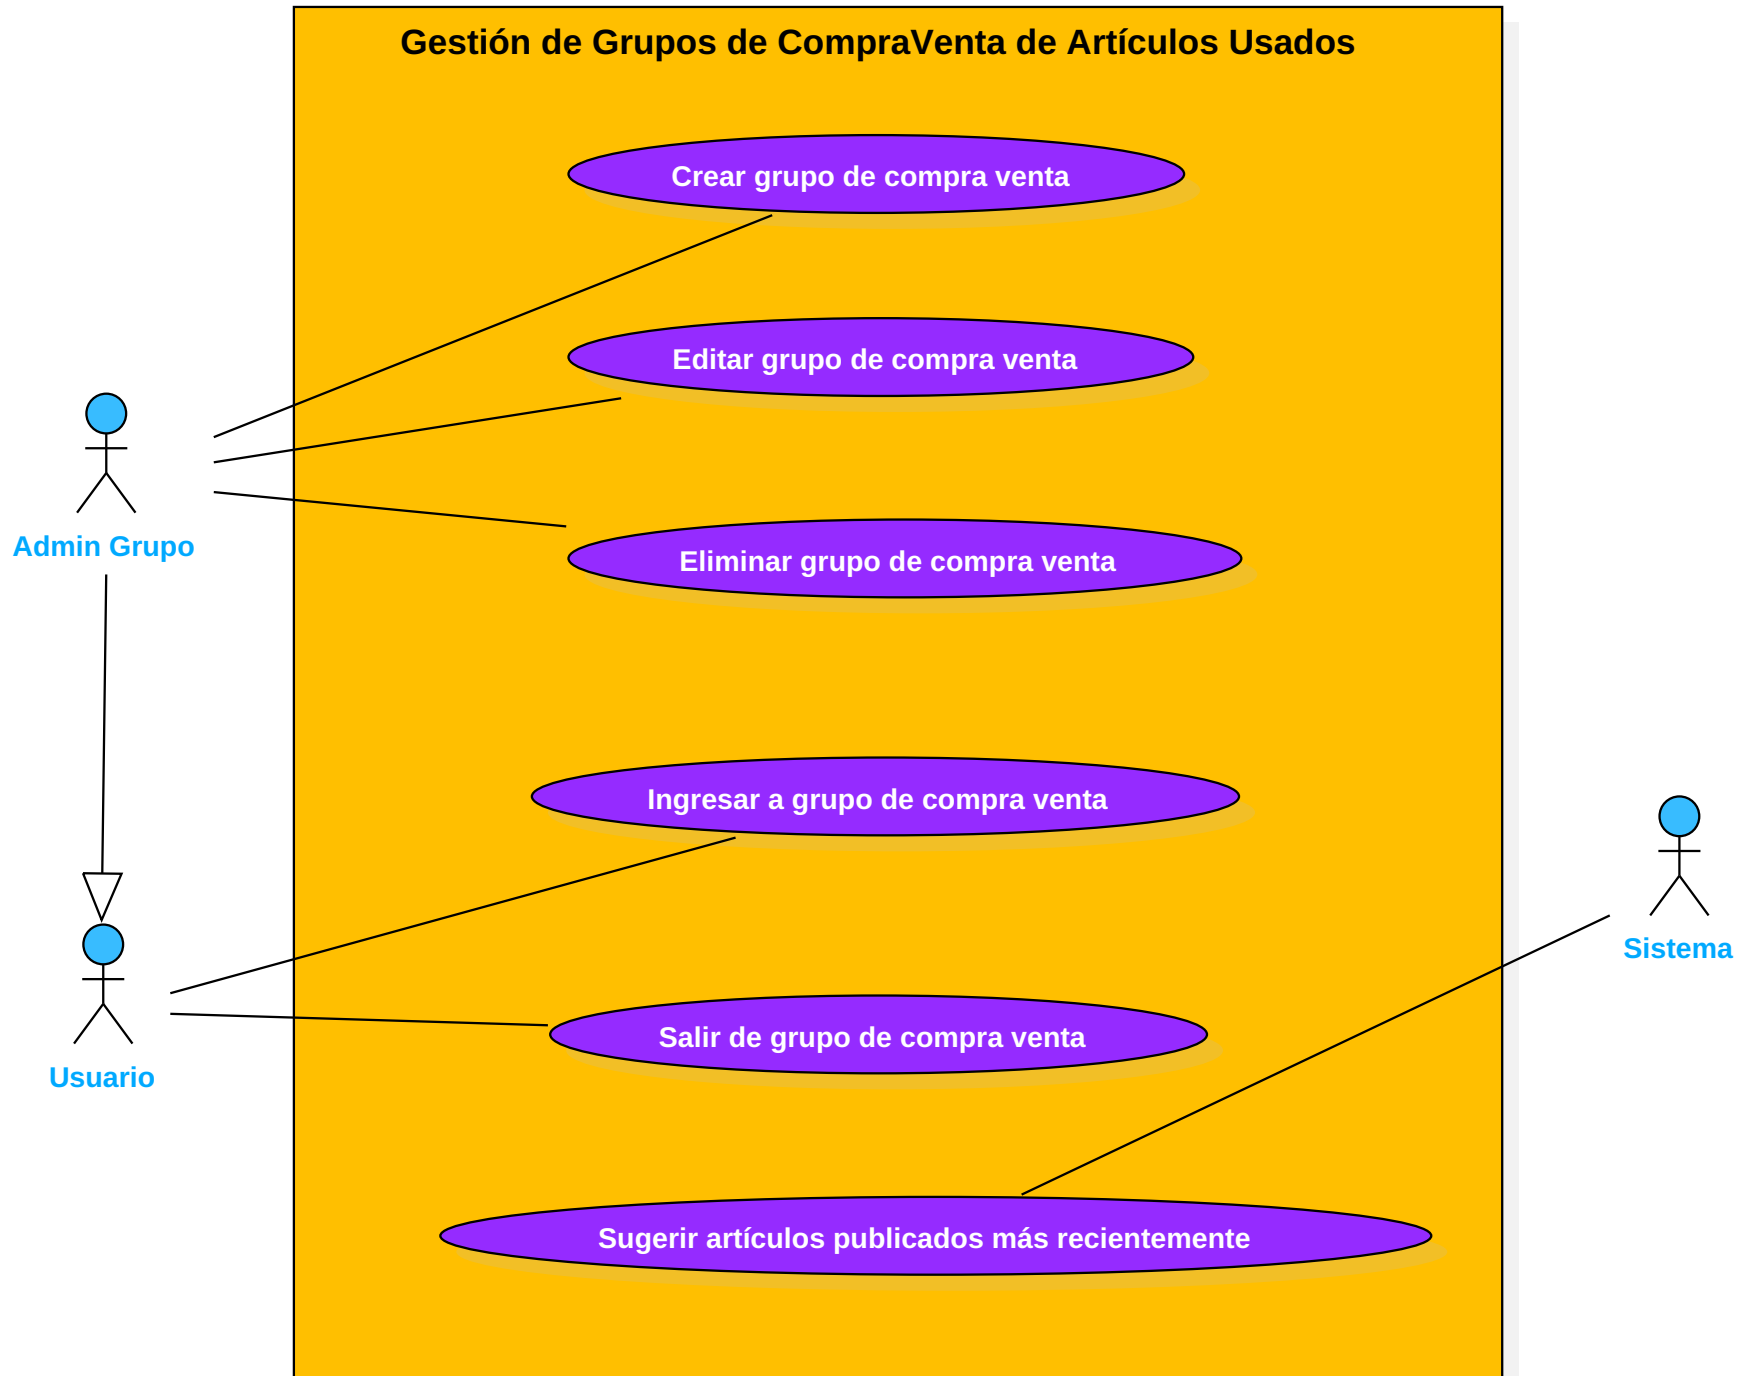 Gestión de Grupos de CompraVenta de Artículos Usados
Crear grupo de compra venta
Editar grupo de compra venta
Admin Grupo
Eliminar grupo de compra venta
Ingresar a grupo de compra venta
Sistema
Salir de grupo de compra venta
Usuario
Sugerir artículos publicados más recientemente